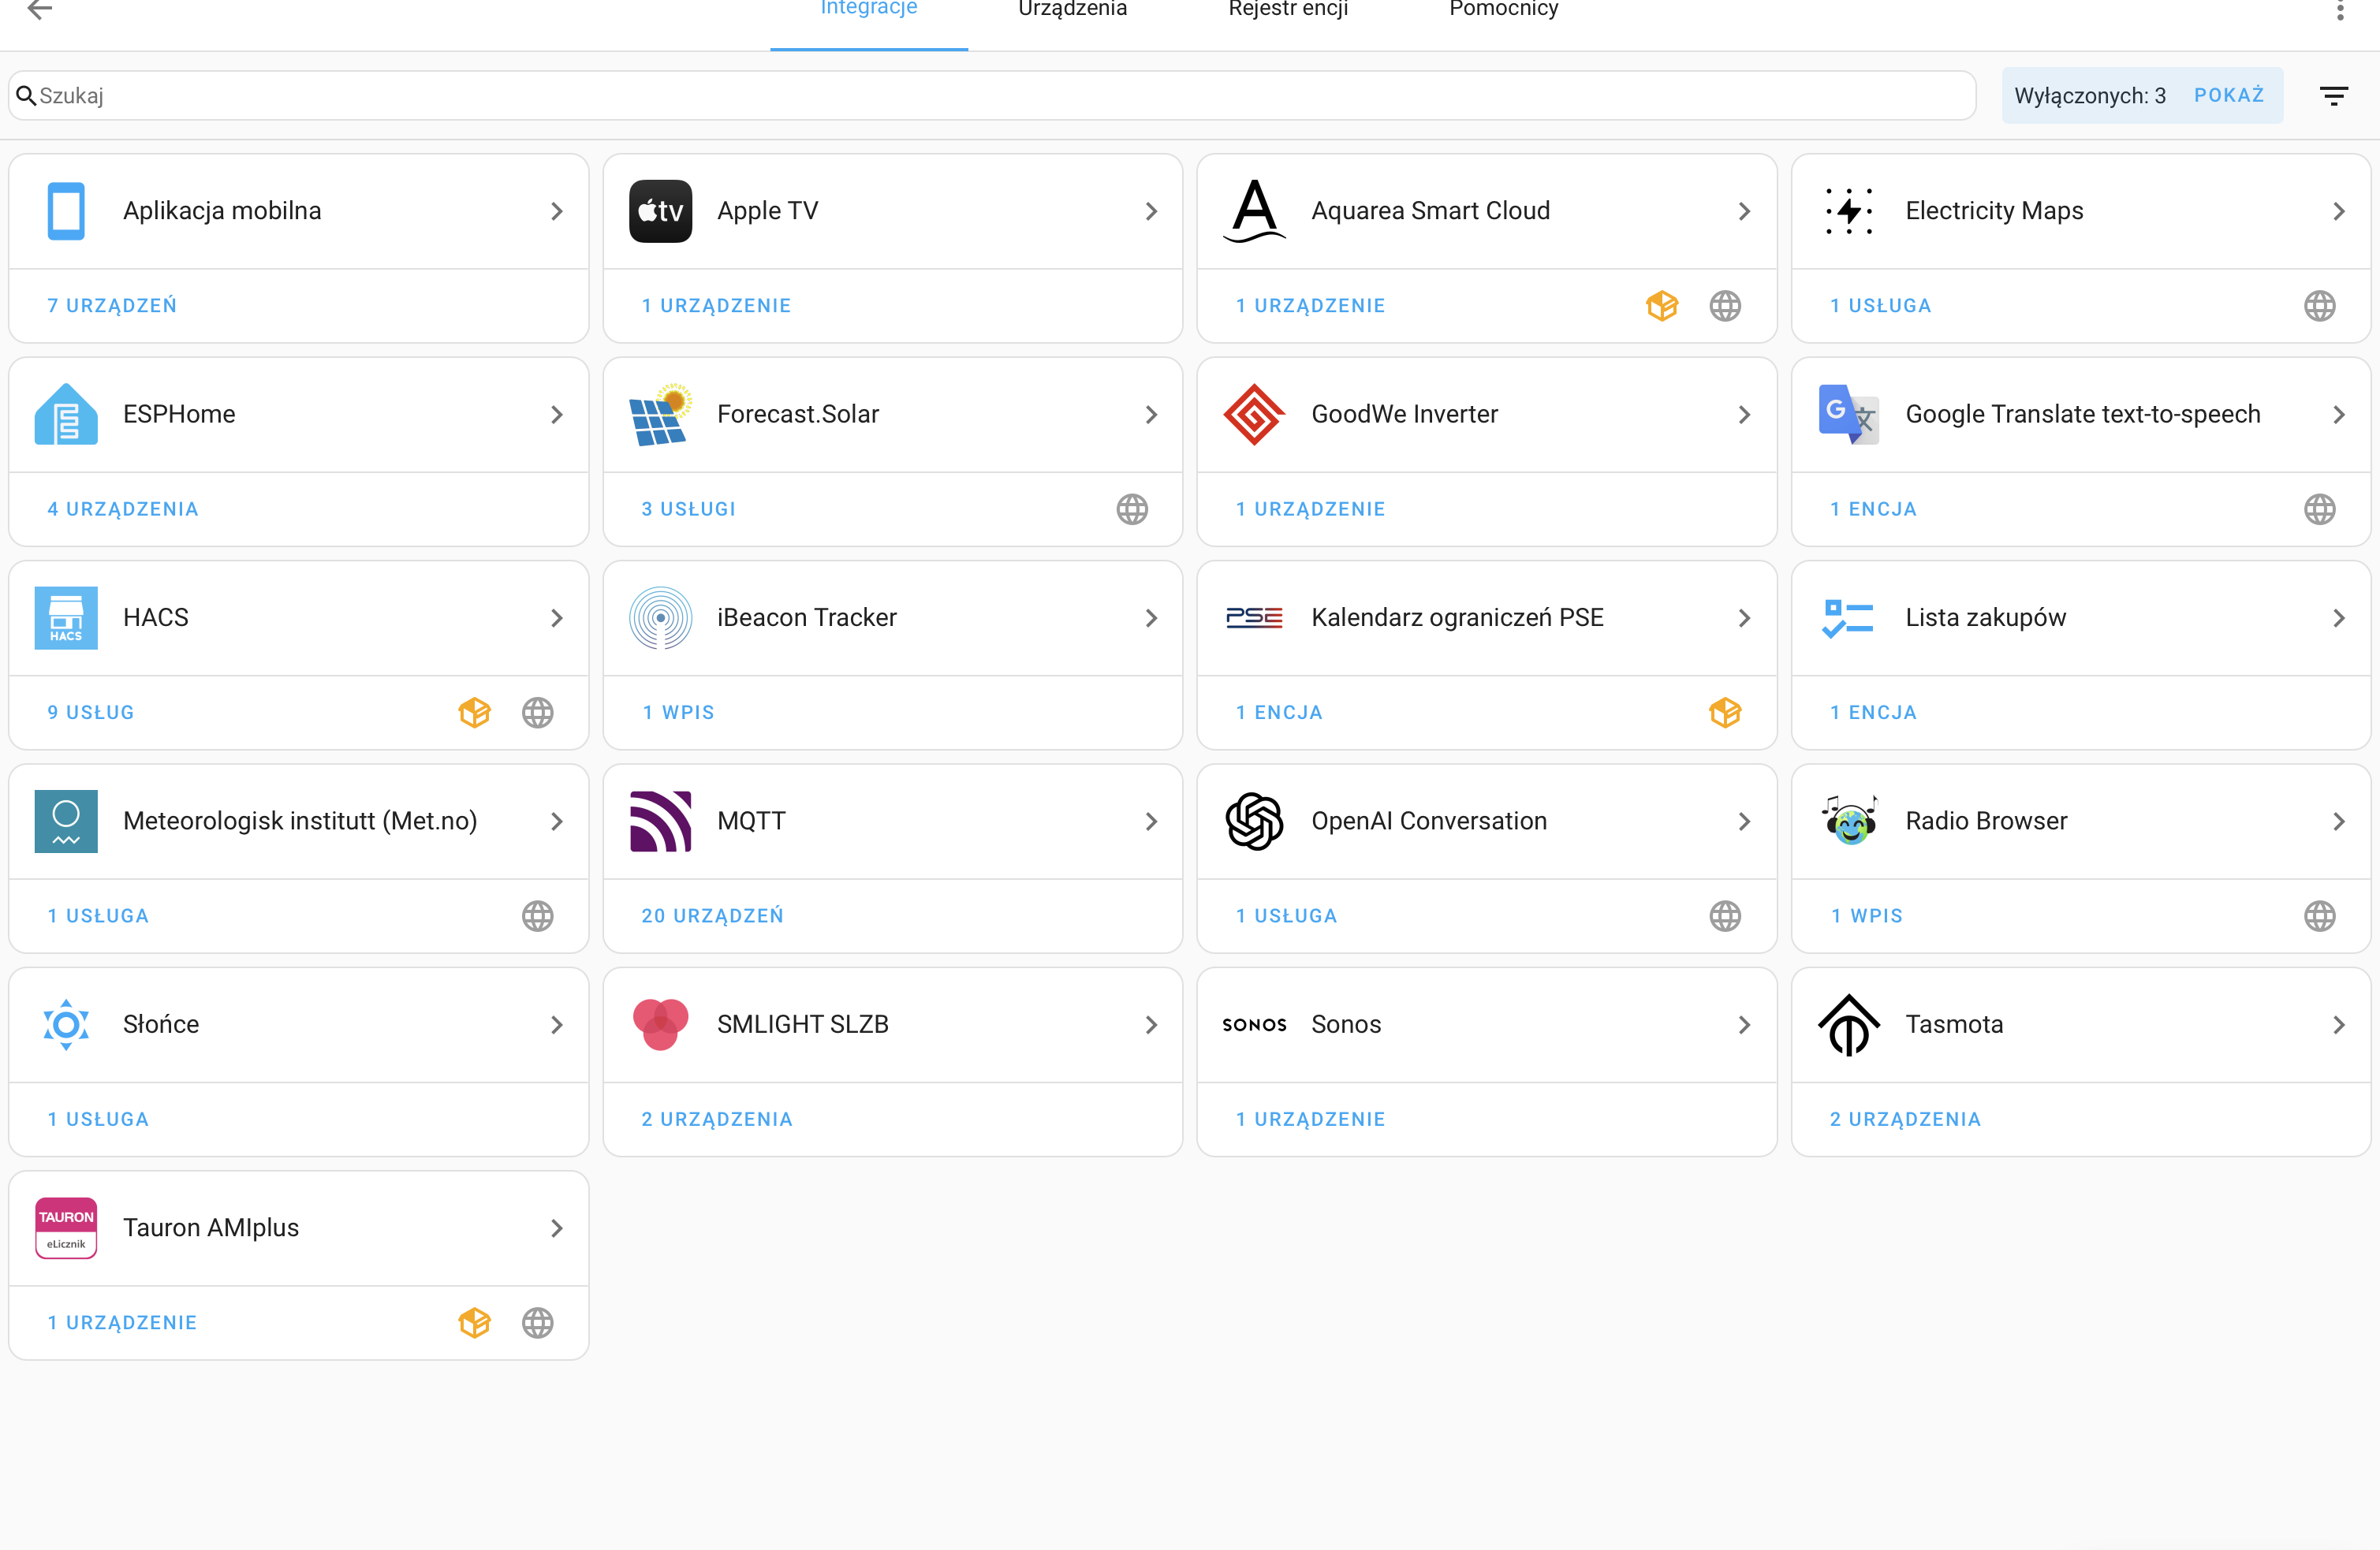 Integracje
Urządzenia
Rejestr encji
Pomocnicy
Szukaj
Wyłączonych: 3
POKAŻ
tv
Aplikacja mobilna
Apple TV
Aquarea Smart Cloud
Electricity Maps
7 URZĄDZEŃ
1 URZĄDZENIE
1 URZĄDZENIE
1 USŁUGA
ESPHome
Forecast.Solar
GoodWe Inverter
G 文
Google Translate text-to-speech
4 URZĄDZENIA
3 USŁUGI
1 URZĄDZENIE
1 ENCJA
HACS
HACS
iBeacon Tracker
PSE
Kalendarz ograniczeń PSE
Lista zakupów
9 USŁUG
1 WPIS
1 ENCJA
1 ENCJA
Meteorologisk institutt (Met.no)
MQTT
OpenAI Conversation
Radio Browser
1 USŁUGA
20 URZĄDZEŃ
1 USŁUGA
1 WPIS
Słońce
SMLIGHT SLZB
SONOS
Sonos
Tasmota
1 USŁUGA
2 URZĄDZENIA
1 URZĄDZENIE
2 URZĄDZENIA
TAURON
eLicznik
Tauron AMIplus
1 URZĄDZENIE